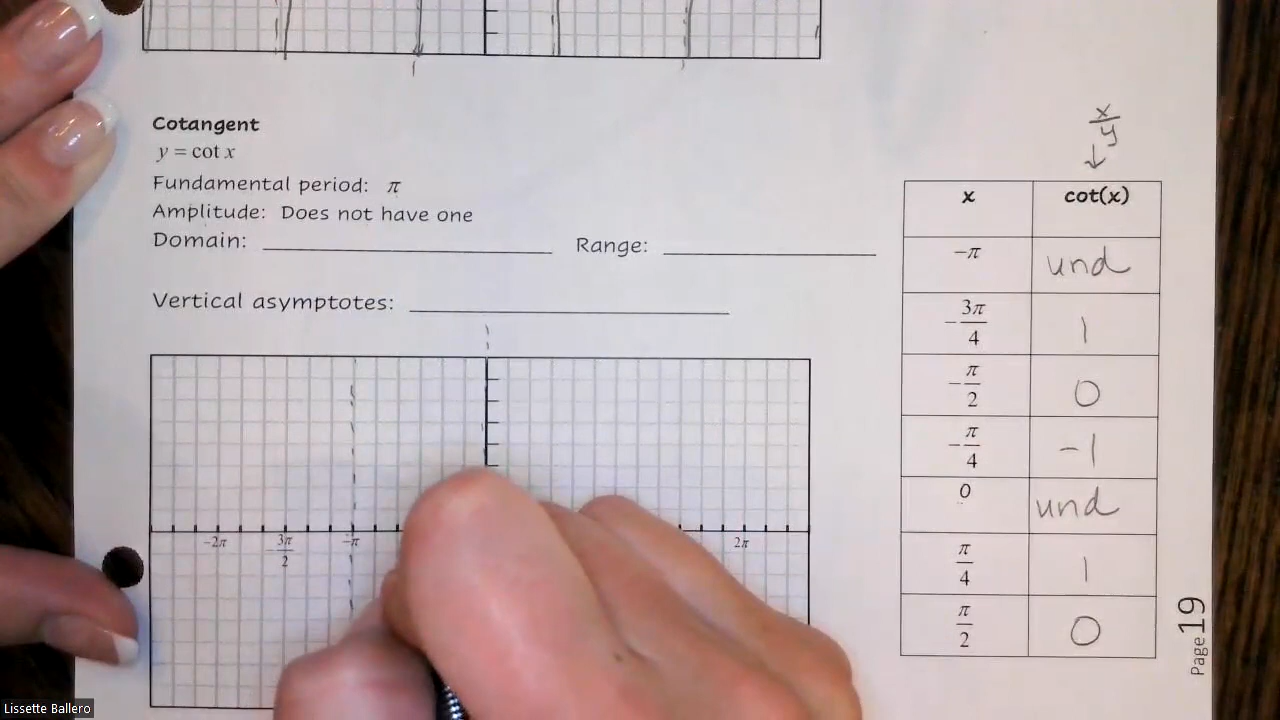 Cotangent
y = cot x
Fundamental period: π
Amplitude: Does not have one
Domain: Range:
Vertical asymptotes:
x/y
↓
x cot(x)
-π und
-3π/4 1
-π/2 0
-π/4 -1
0 und
π/4 1
π/2 0
-2π -3π/2 -π 2π
Page 19
Lissette Ballero